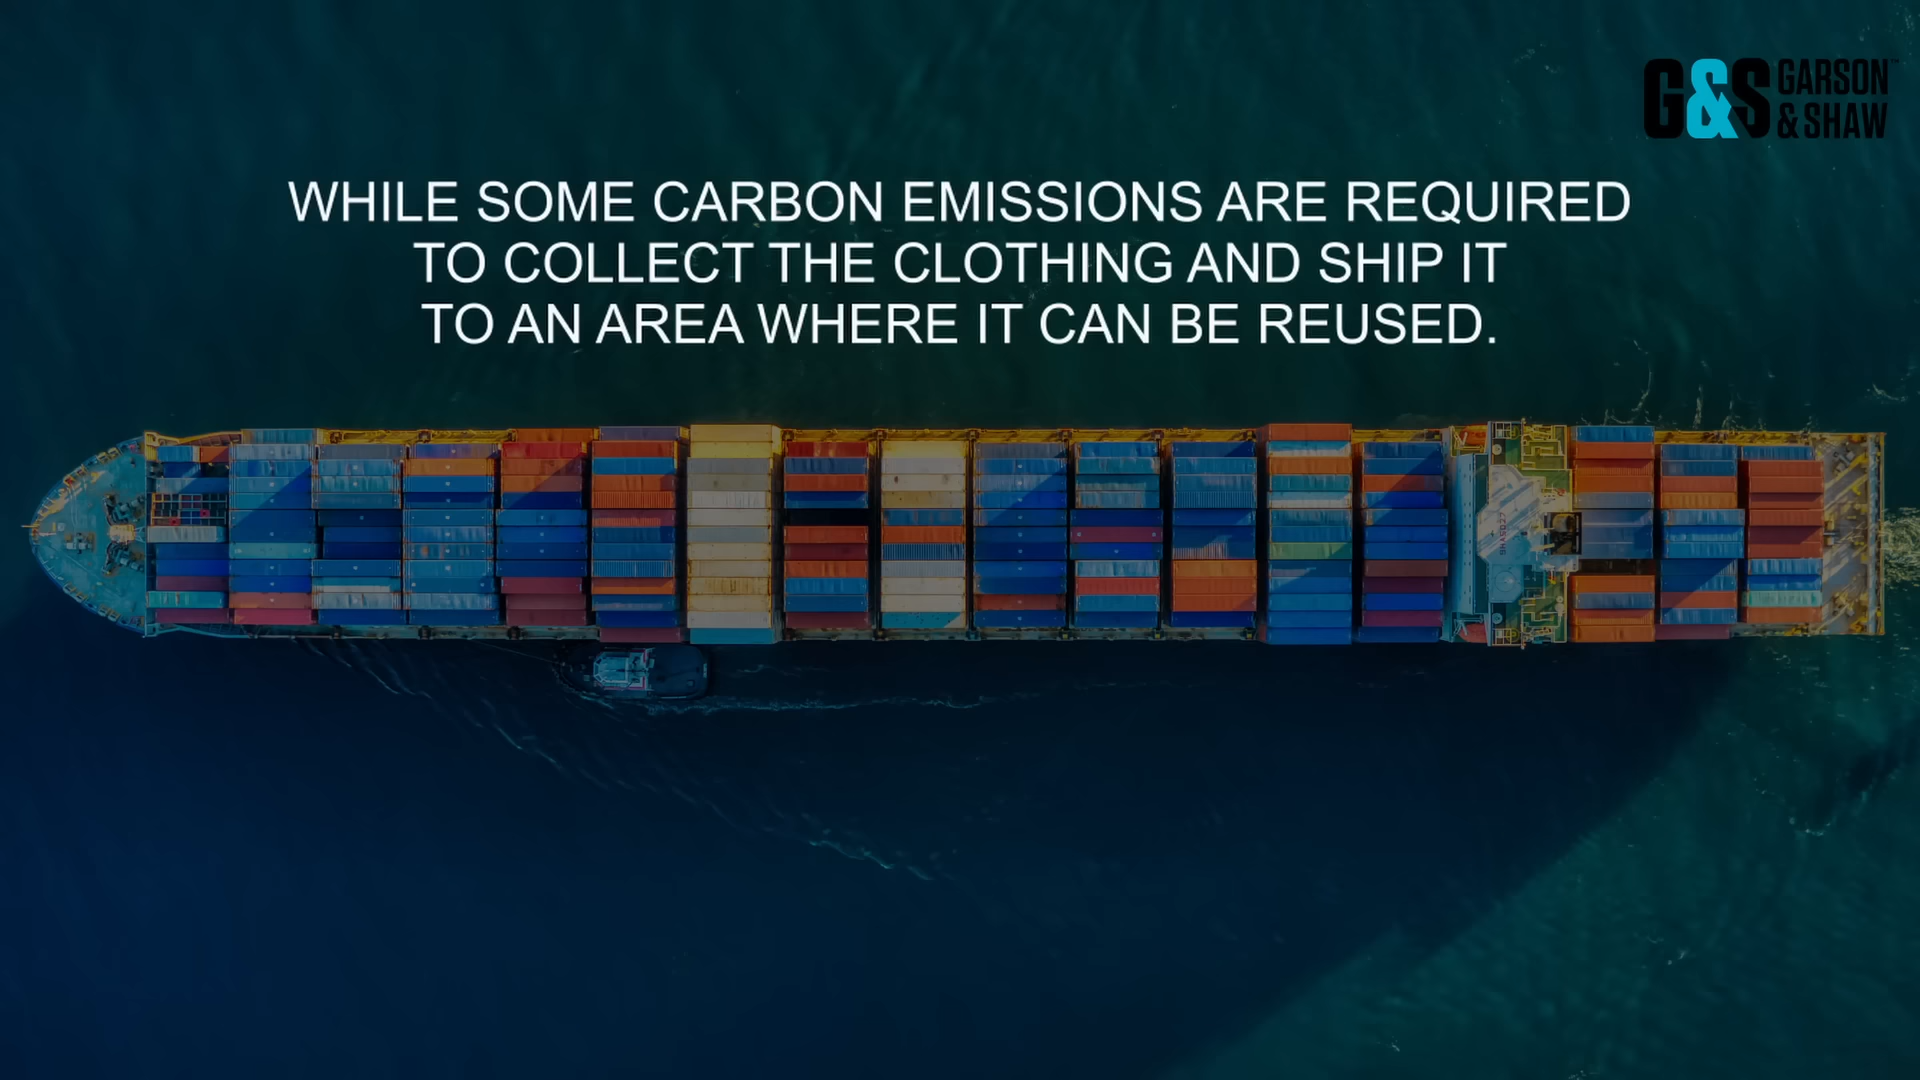 G&S GARSON
& SHAW™
WHILE SOME CARBON EMISSIONS ARE REQUIRED
TO COLLECT THE CLOTHING AND SHIP IT
TO AN AREA WHERE IT CAN BE REUSED.